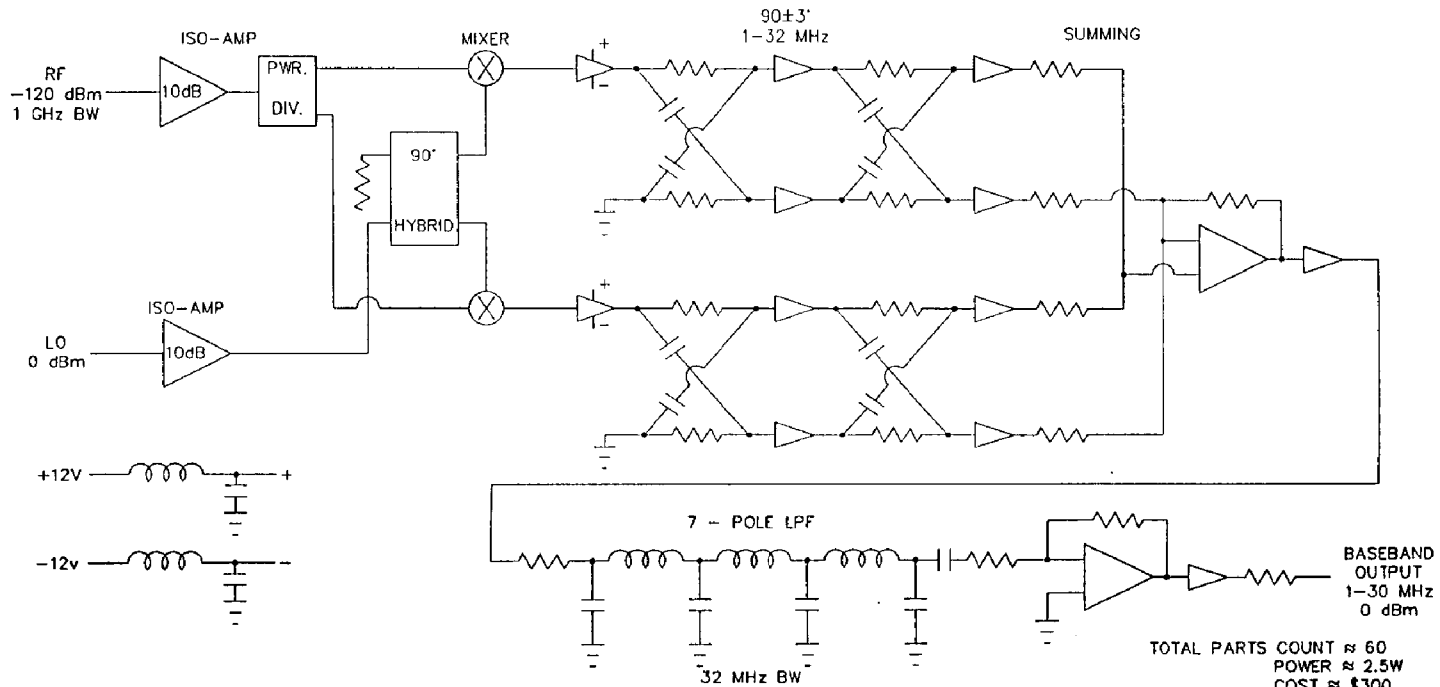 ISO-AMP
RF
-120 dBm
1 GHz BW
10dB
PWR.
DIV.
MIXER
90°
HYBRID
ISO-AMP
LO
0 dBm
10dB
+
-
90±3°
1-32 MHz
SUMMING
+
-
+12V
+
-12v
-
7 - POLE LPF
32 MHz BW
BASEBAND
OUTPUT
1-30 MHz
0 dBm
TOTAL PARTS COUNT ≈ 60
POWER ≈ 2.5W
COST ≈ $300